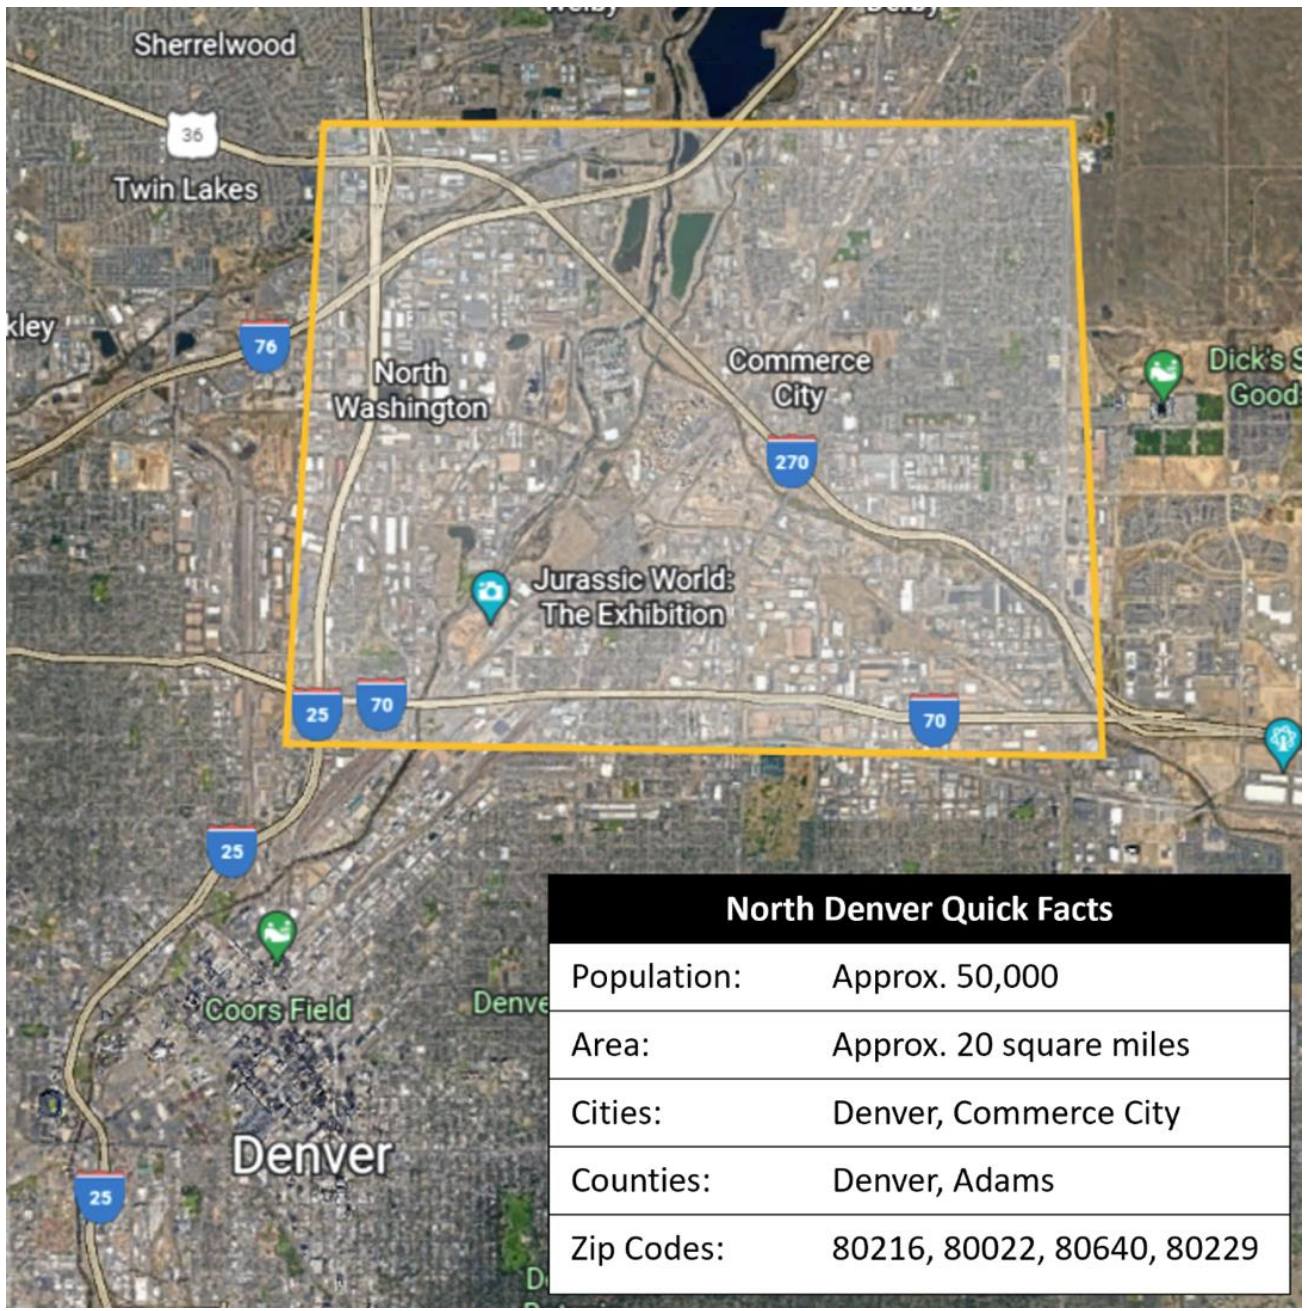 Welby
Derby
Sherrelwood
36
Twin Lakes
kley
76
North
Washington
Commerce
City
Dick's S
Good
270
Jurassic World:
The Exhibition
25
70
70
25
Coors Field
Denve
Denver
25
D
North Denver Quick Facts
Population: Approx. 50,000
Area: Approx. 20 square miles
Cities: Denver, Commerce City
Counties: Denver, Adams
Zip Codes: 80216, 80022, 80640, 80229